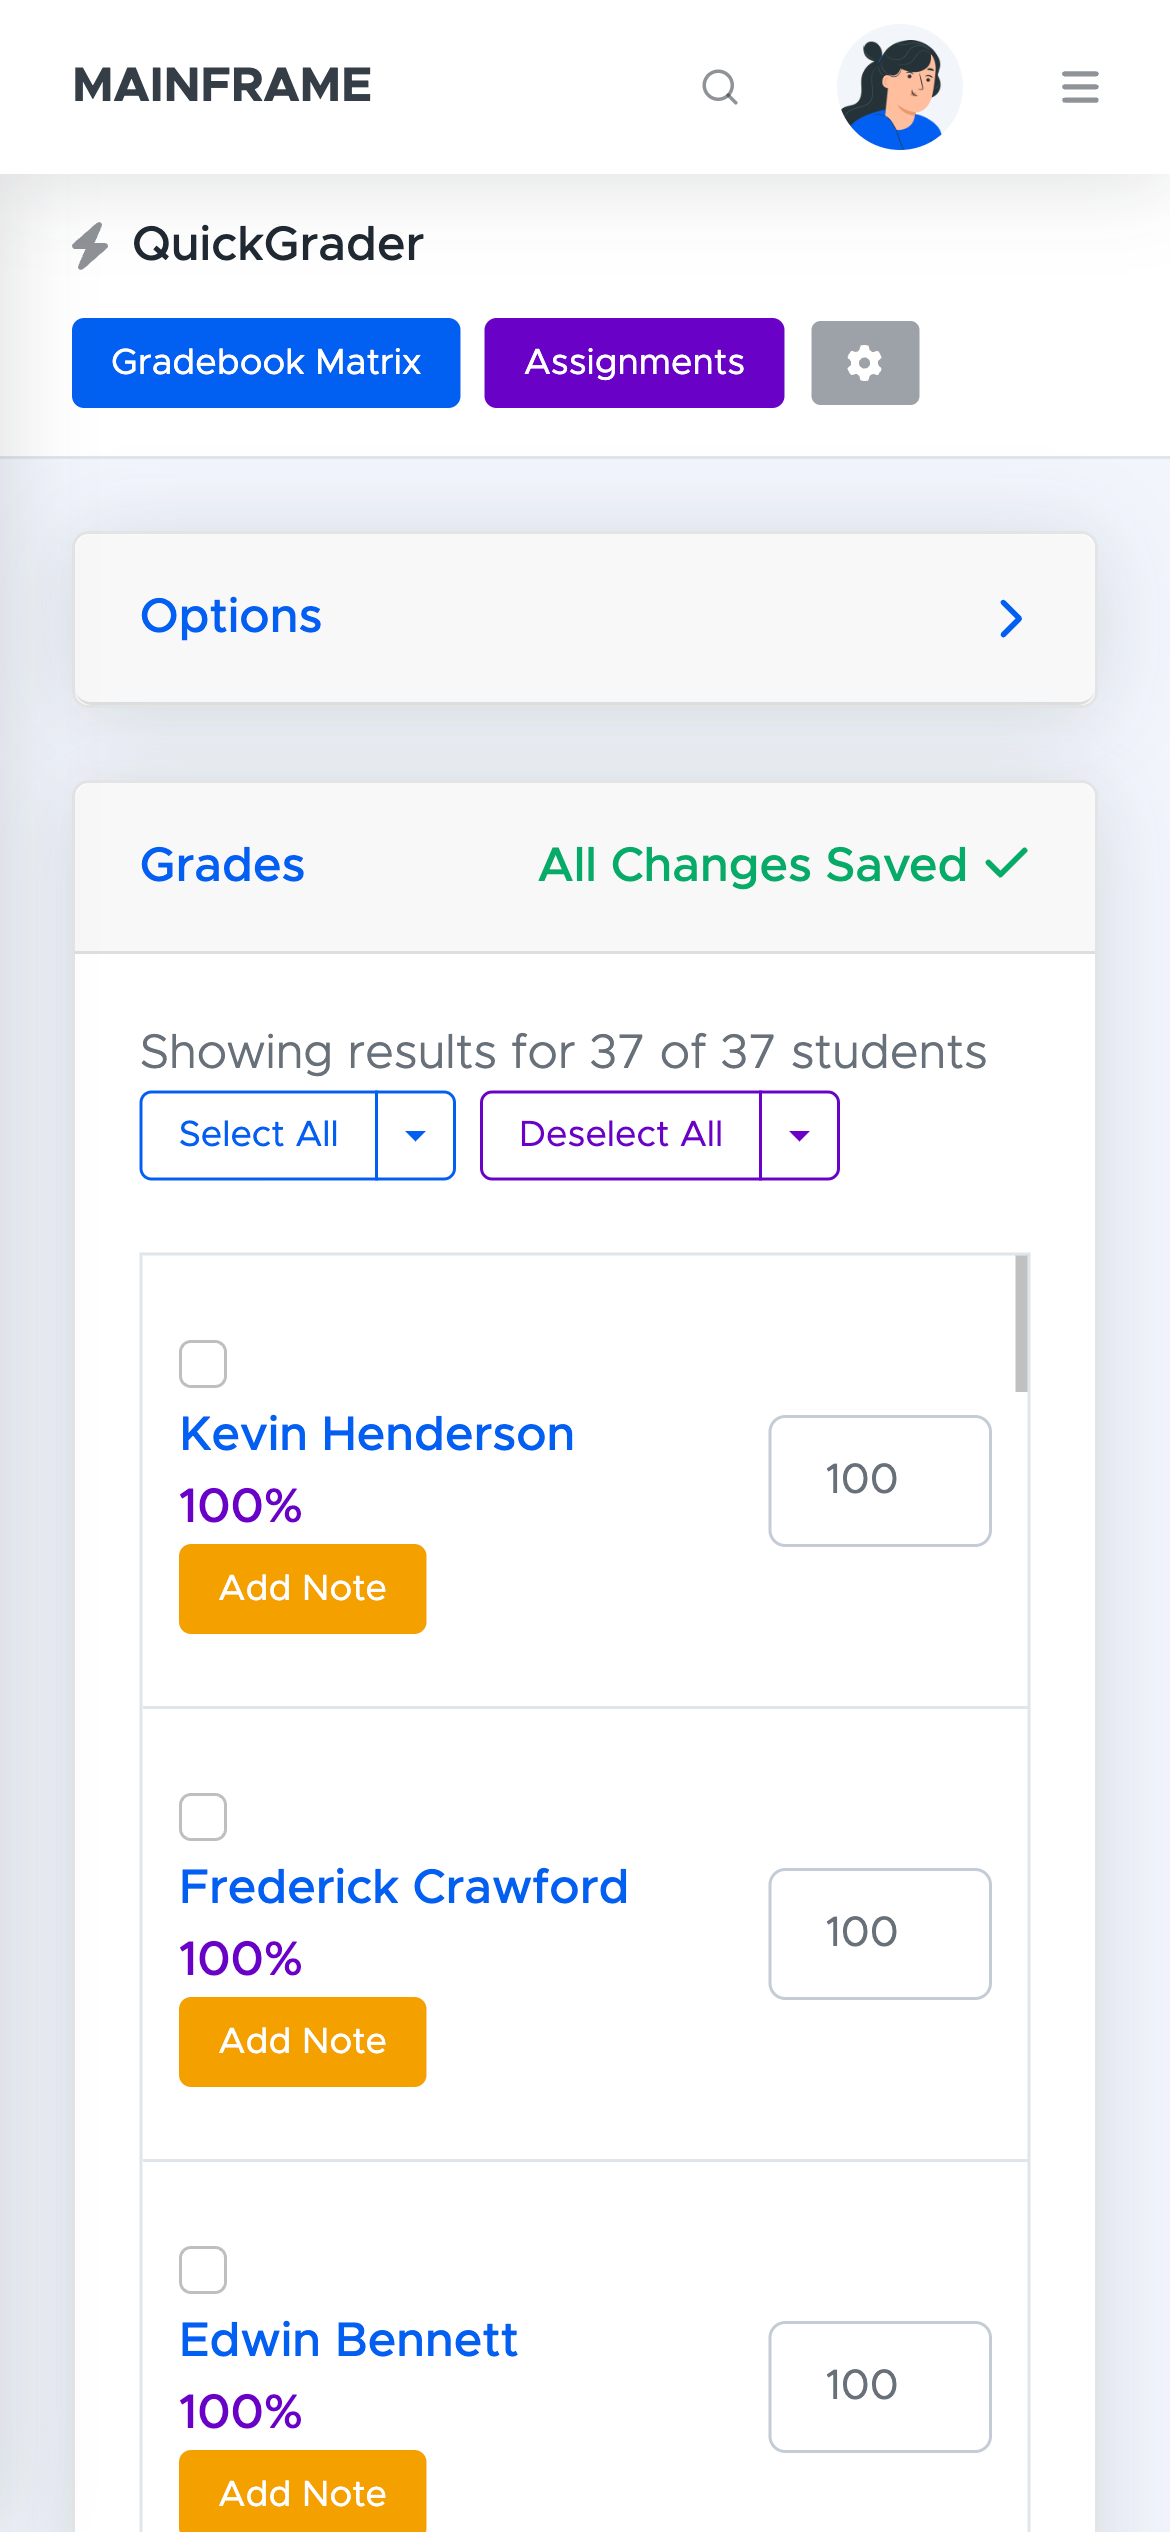 MAINFRAME
QuickGrader
Gradebook Matrix Assignments
Options
Grades All Changes Saved
Showing results for 37 of 37 students
Select All Deselect All
Kevin Henderson
100%
100
Add Note
Frederick Crawford
100%
100
Add Note
Edwin Bennett
100%
100
Add Note